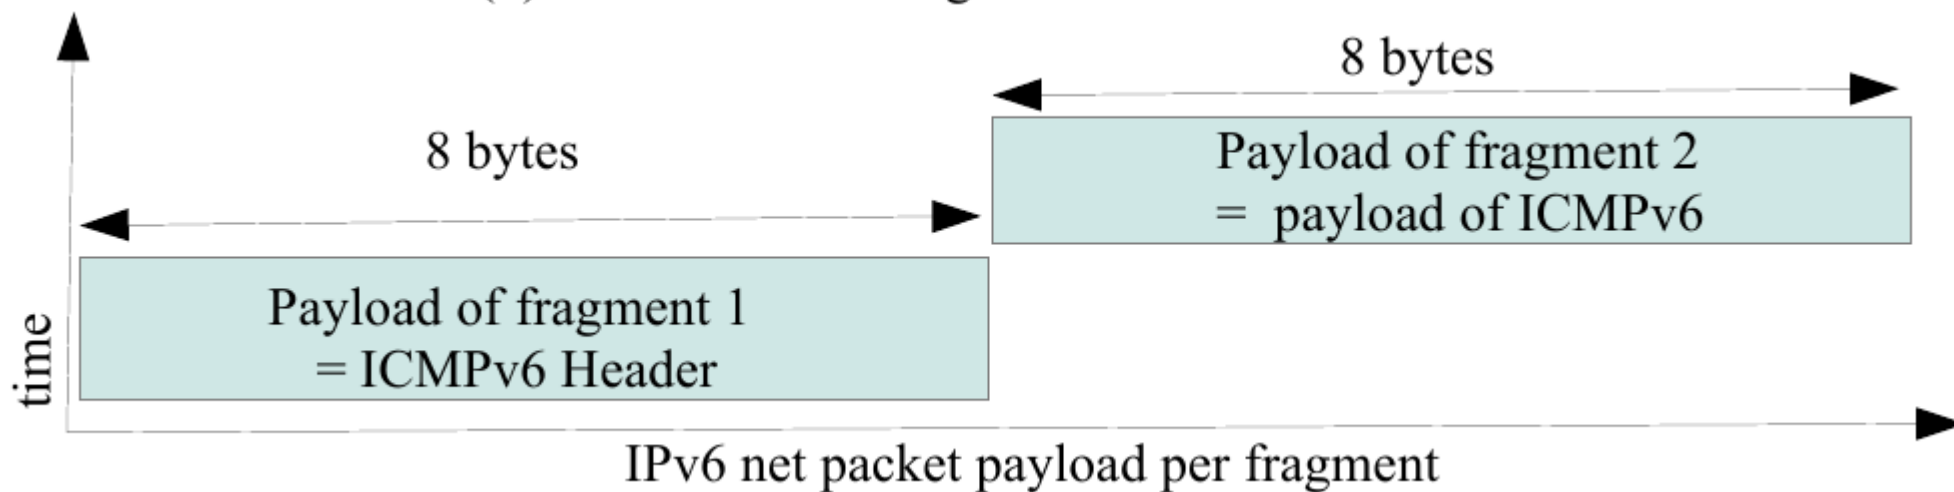 8 bytes
8 bytes
Payload of fragment 2
= payload of ICMPv6
Payload of fragment 1
= ICMPv6 Header
time
IPv6 net packet payload per fragment